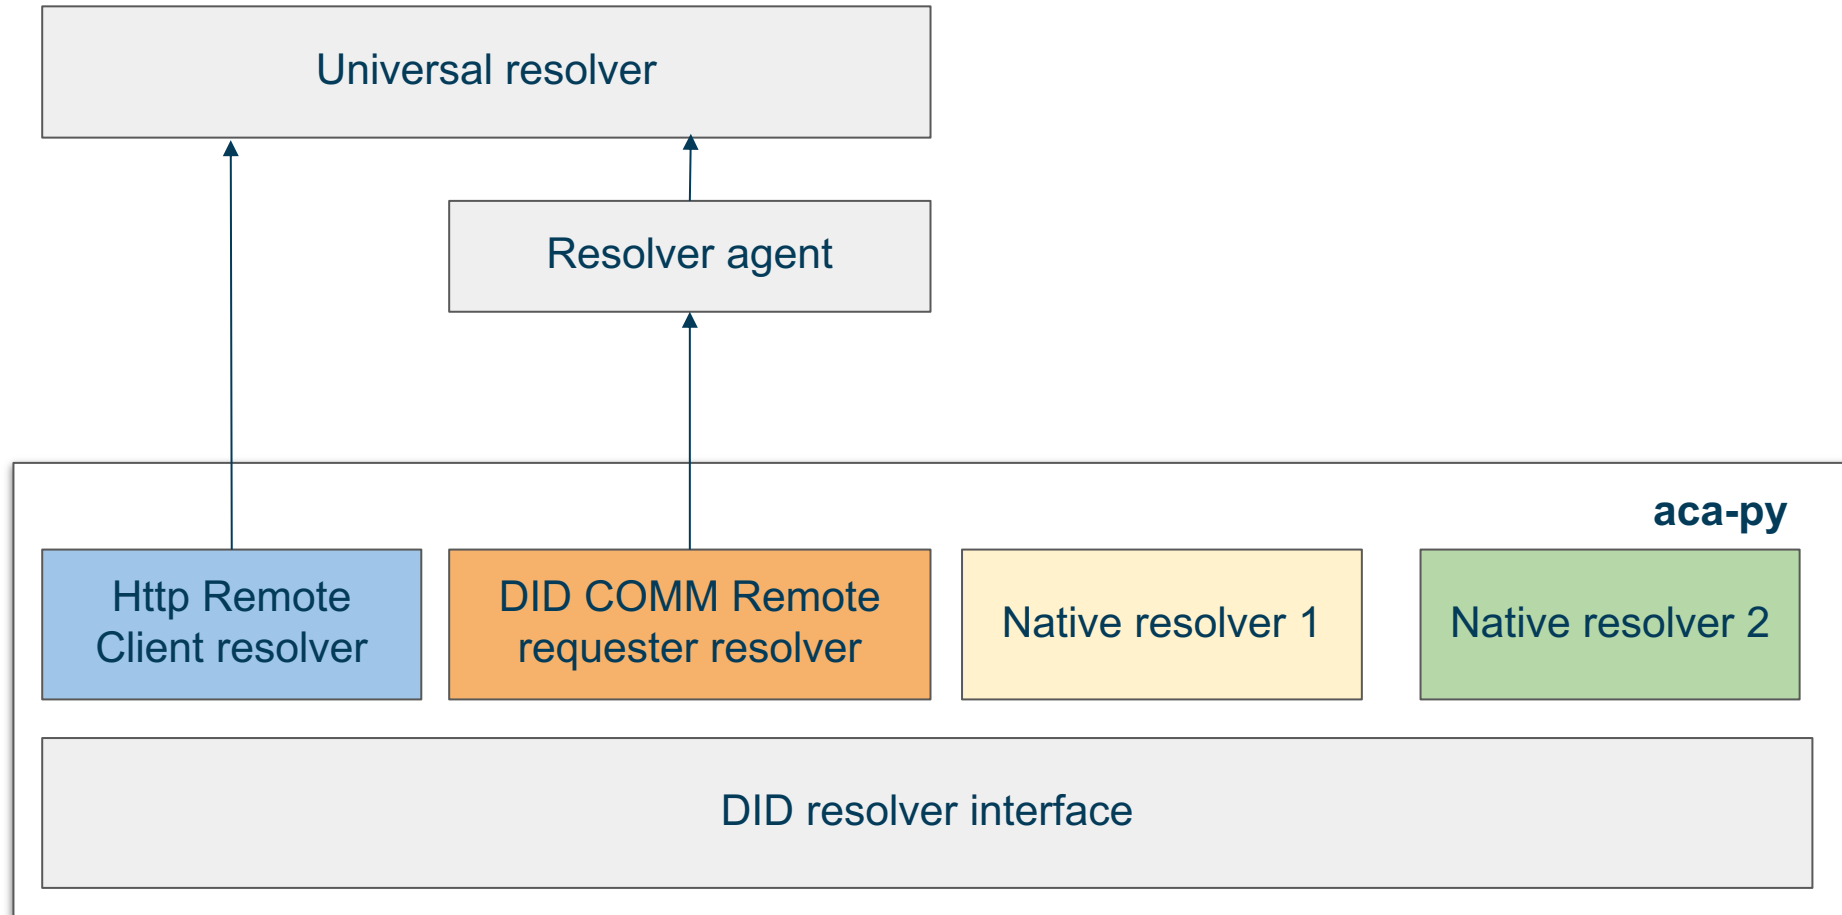 Universal resolver
Resolver agent
aca-py
Http Remote
Client resolver
DID COMM Remote
requester resolver
Native resolver 1
Native resolver 2
DID resolver interface